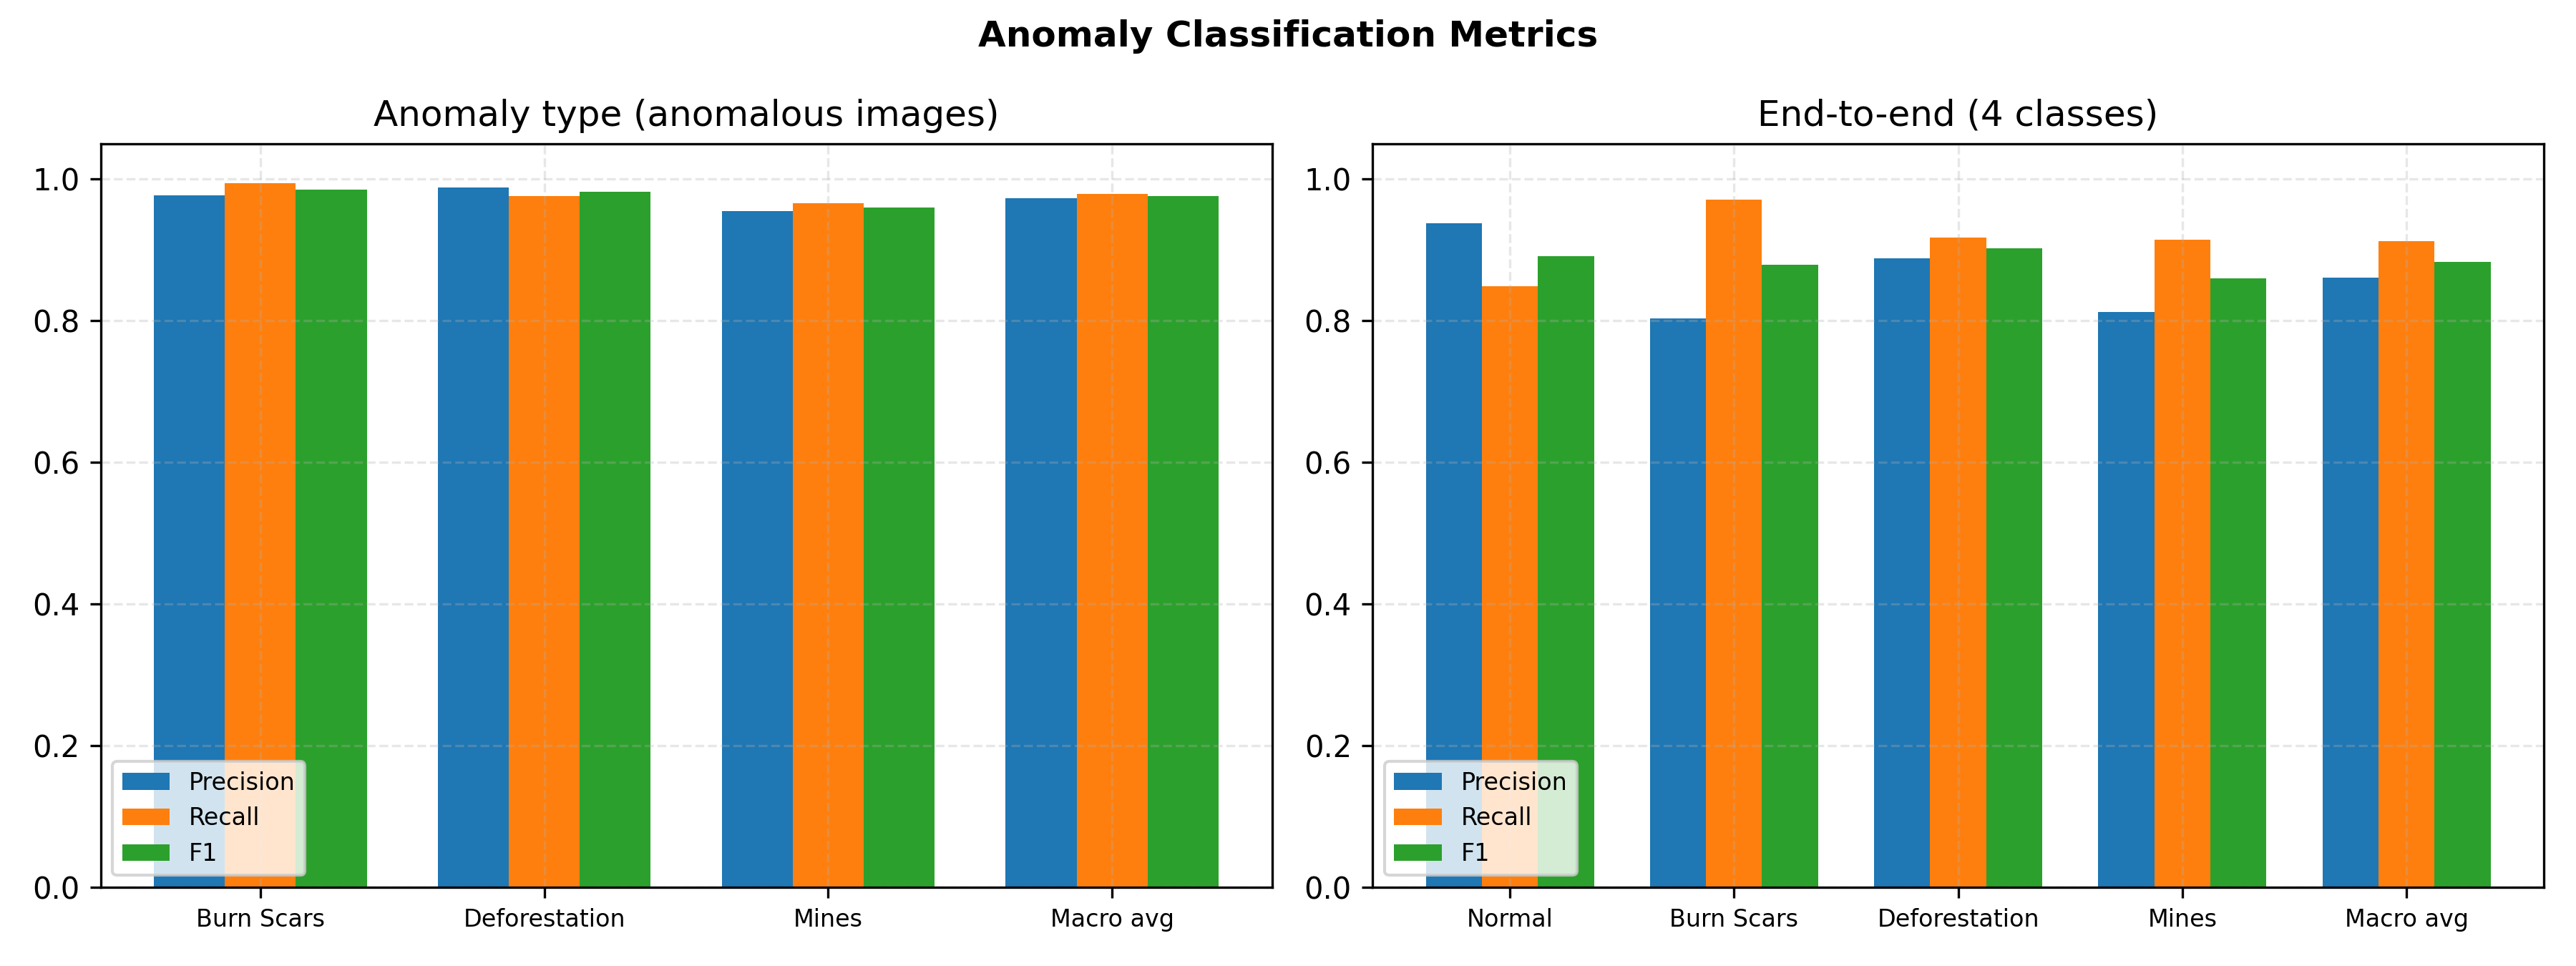 Anomaly Classification Metrics
Anomaly type (anomalous images)
1.0
0.8
0.6
0.4
0.2
0.0
Precision
Recall
F1
Burn Scars Deforestation Mines Macro avg
End-to-end (4 classes)
1.0
0.8
0.6
0.4
0.2
0.0
Precision
Recall
F1
Normal Burn Scars Deforestation Mines Macro avg